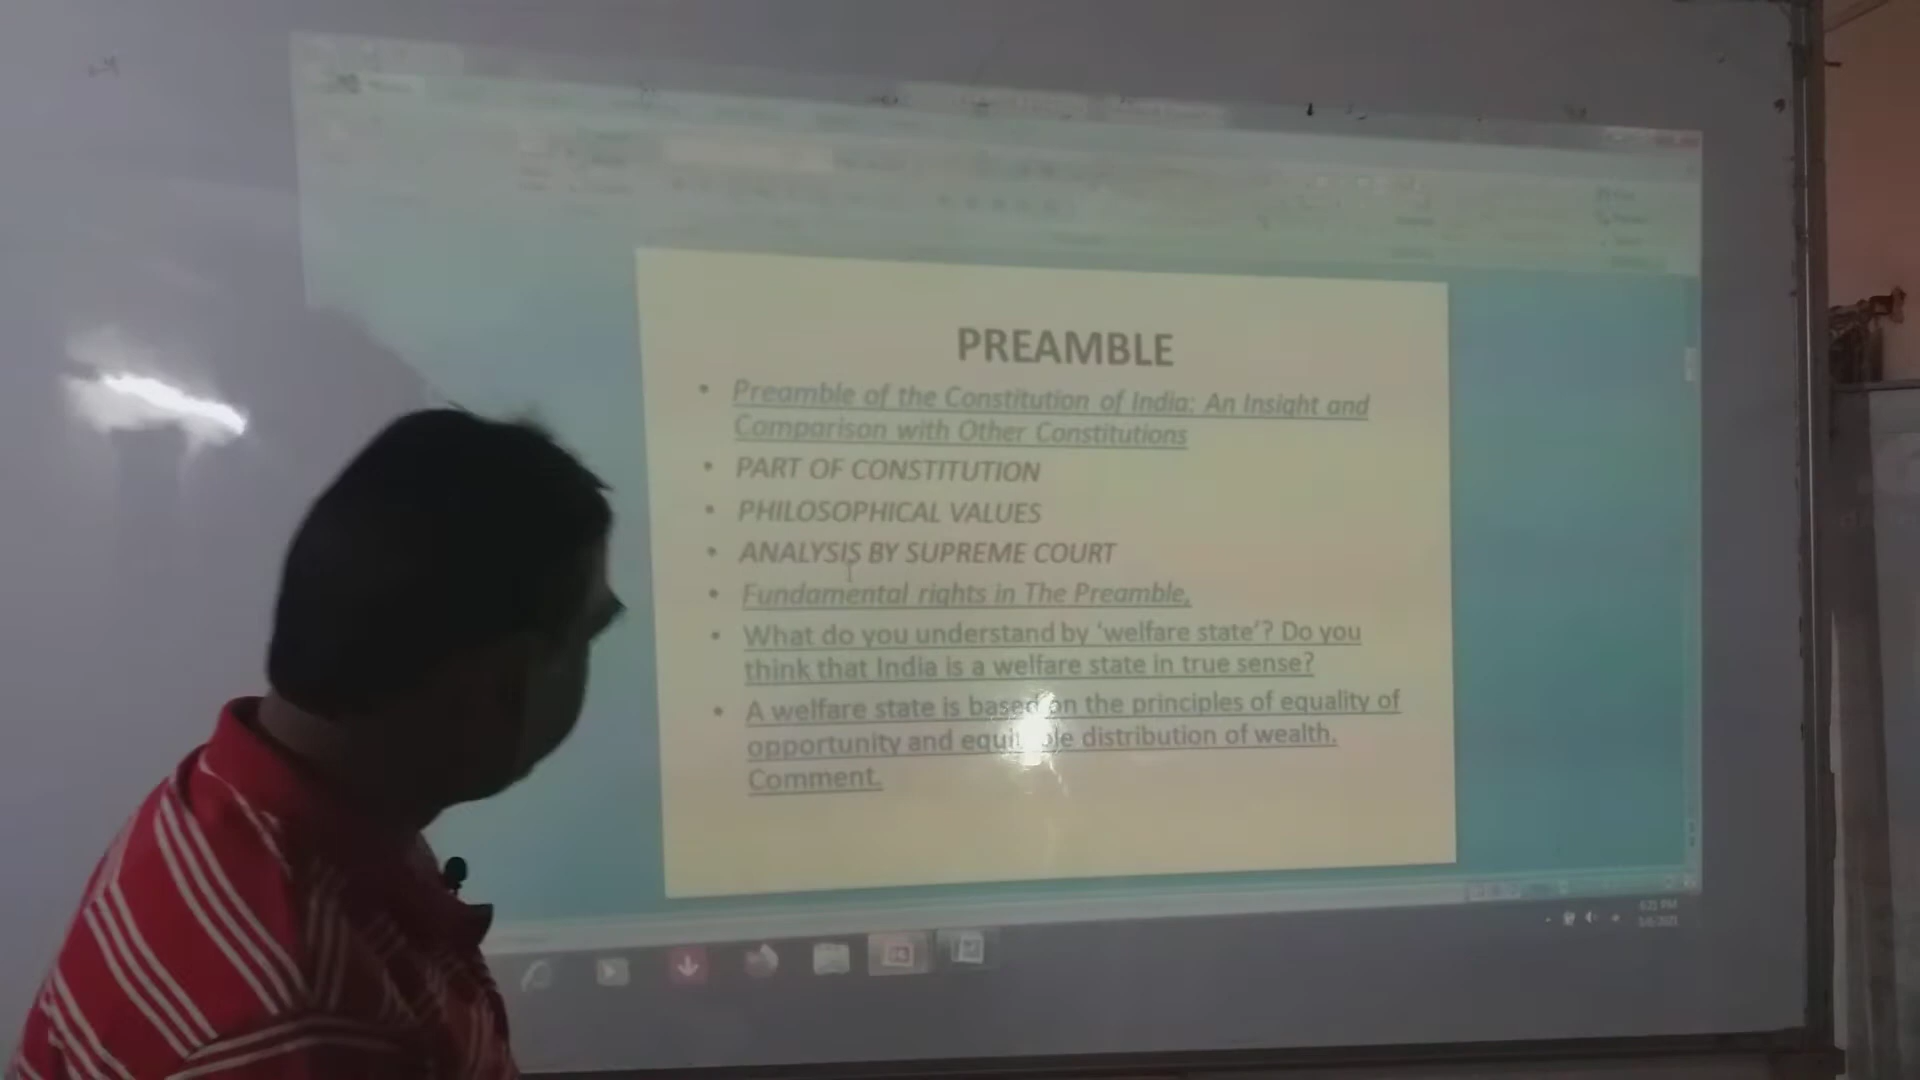 PREAMBLE
• Preamble of the Constitution of India: An Insight and
Comparison with Other Constitutions
• PART OF CONSTITUTION
• PHILOSOPHICAL VALUES
• ANALYSIS BY SUPREME COURT
• Fundamental rights in The Preamble,
• What do you understand by ‘welfare state’? Do you
think that India is a welfare state in true sense?
• A welfare state is based on the principles of equality of
opportunity and equitable distribution of wealth.
Comment.